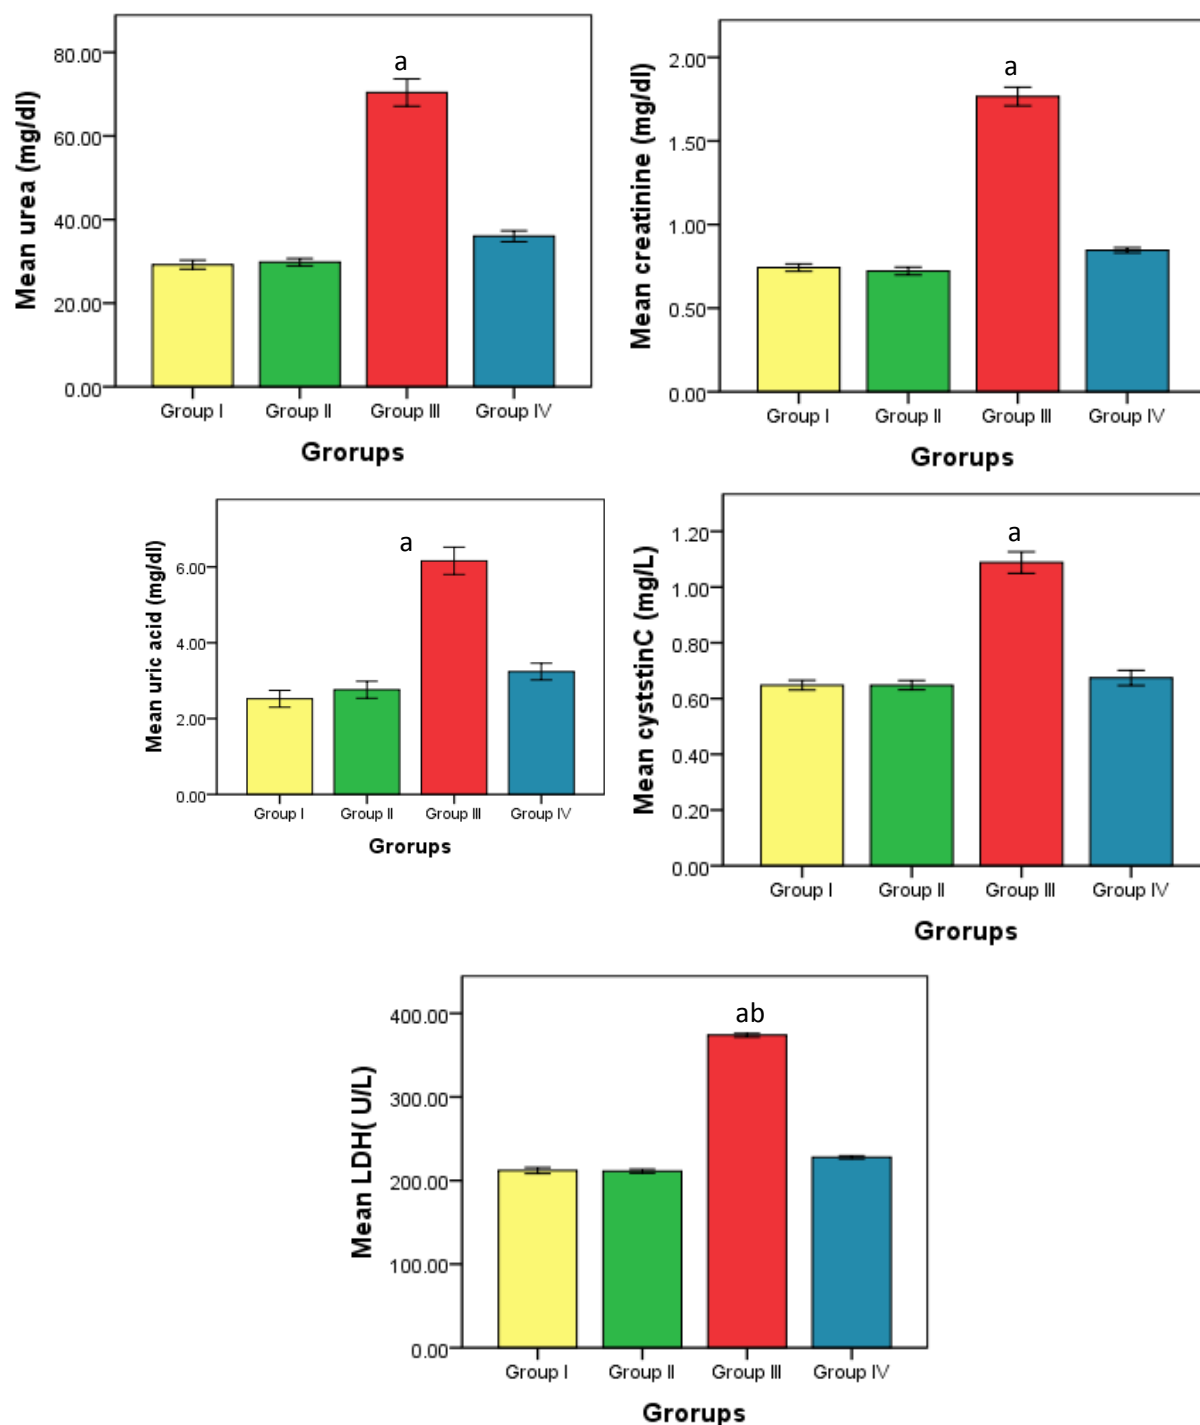 Mean urea (mg/dl)
80.00
60.00
40.00
20.00
0.00
a
Group I Group II Group III Group IV
Grorups
Mean creatinine (mg/dl)
2.00
1.50
1.00
0.50
0.00
a
Group I Group II Group III Group IV
Grorups
Mean uric acid (mg/dl)
6.00
4.00
2.00
0.00
a
Group I Group II Group III Group IV
Grorups
Mean cyststinC (mg/L)
1.20
1.00
0.80
0.60
0.40
0.20
0.00
a
Group I Group II Group III Group IV
Grorups
Mean LDH( U/L)
400.00
300.00
200.00
100.00
0.00
ab
Group I Group II Group III Group IV
Grorups